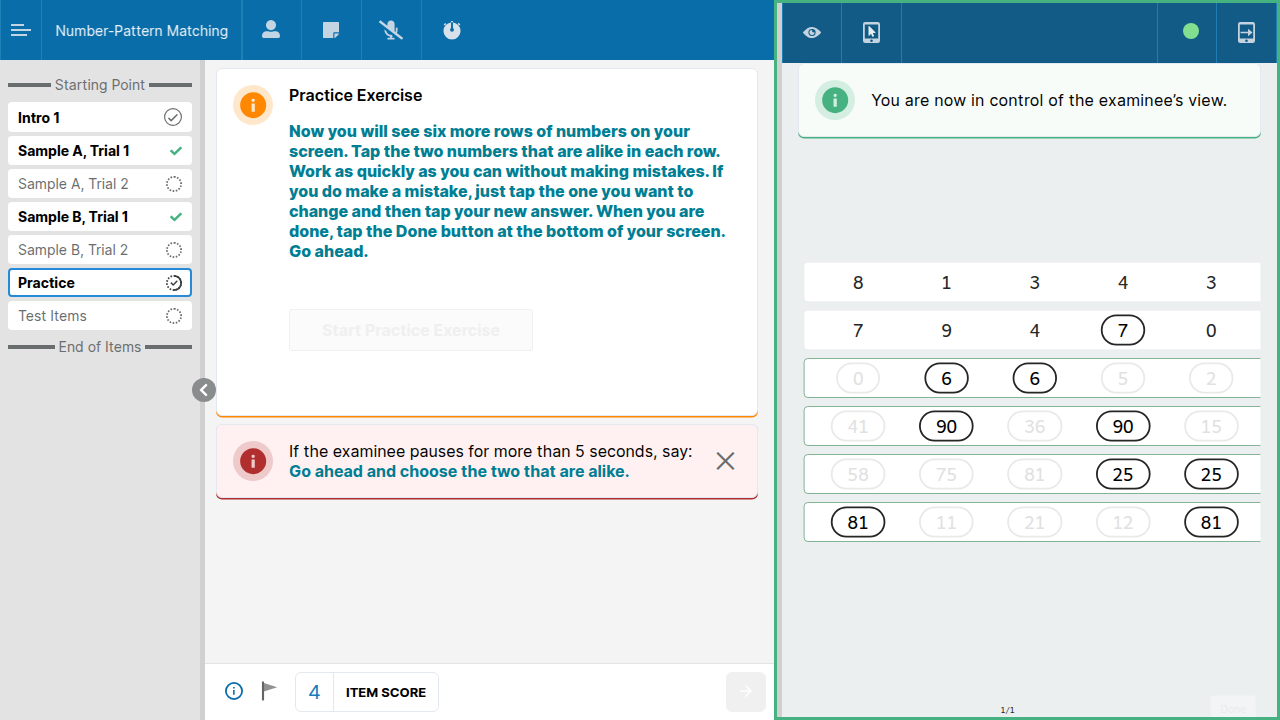 Number-Pattern Matching
Starting Point
Intro 1
Sample A, Trial 1
Sample A, Trial 2
Sample B, Trial 1
Sample B, Trial 2
Practice
Test Items
End of Items
Practice Exercise
Now you will see six more rows of numbers on your
screen. Tap the two numbers that are alike in each row.
Work as quickly as you can without making mistakes. If
you do make a mistake, just tap the one you want to
change and then tap your new answer. When you are
done, tap the Done button at the bottom of your screen.
Go ahead.
Start Practice Exercise
If the examinee pauses for more than 5 seconds, say:
Go ahead and choose the two that are alike.
4 ITEM SCORE
You are now in control of the examinee’s view.
8 1 3 4 3
7 9 4 7 0
0 6 6 5 2
41 90 36 90 15
58 75 81 25 25
81 11 21 12 81
1/1
Done